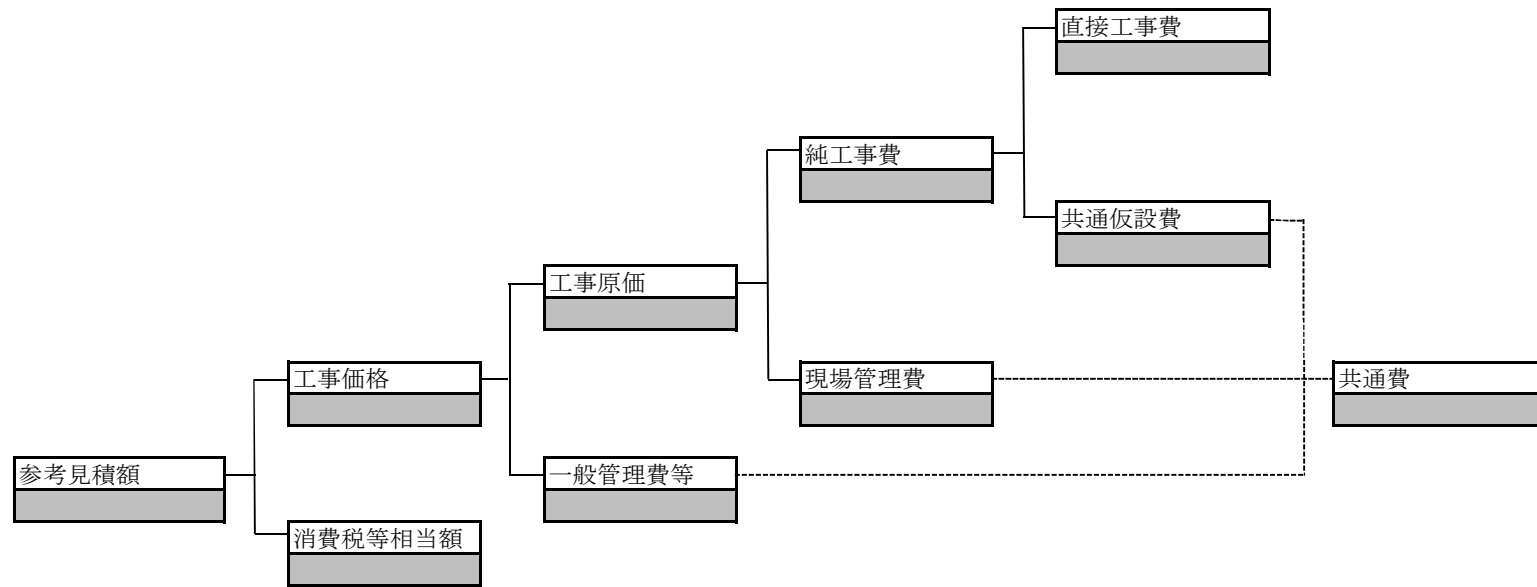 直接工事費
純工事費
共通仮設費
工事原価
工事価格
現場管理費
共通費
参考見積額
一般管理費等
消費税等相当額